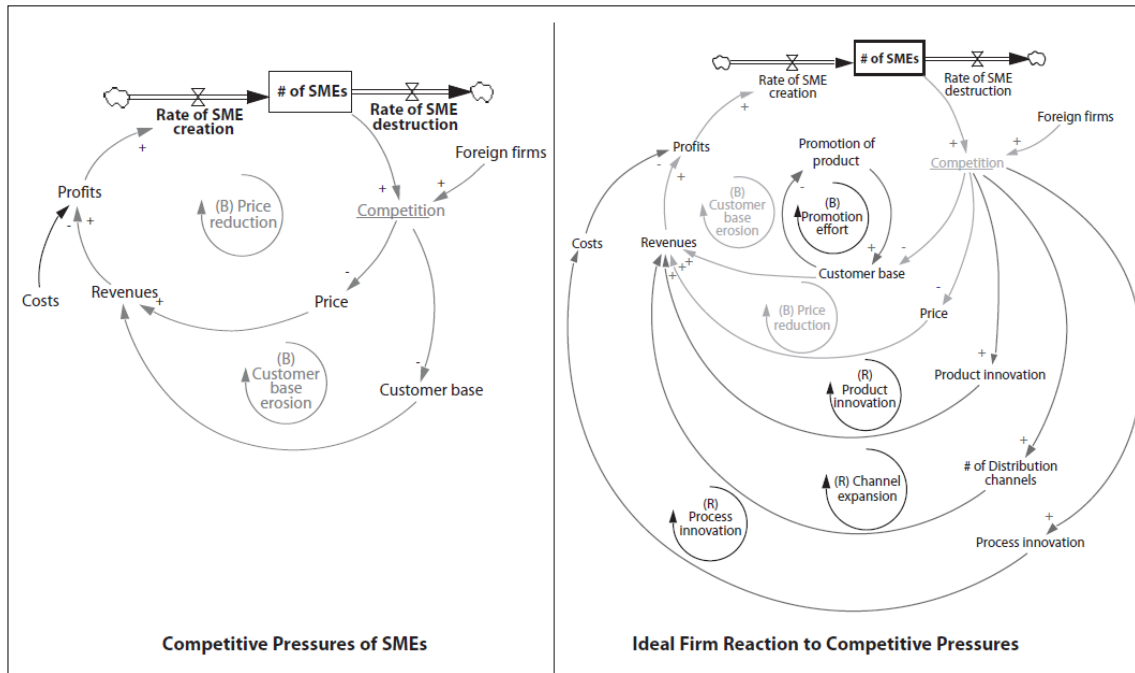 # of SMEs
Rate of SME
creation
Rate of SME
destruction
Foreign firms
+
+
+
Profits
(B) Price
reduction
Competition
-
+
-
Costs
Revenues
+
Price
(B)
Customer
base
erosion
-
Customer base
Competitive Pressures of SMEs
# of SMEs
Rate of SME
creation
Rate of SME
destruction
+
Foreign firms
Profits
Promotion of
product
+
+
Competition
-
+
-
(B)
Customer
base
erosion
(B)
Promotion
effort
Costs
Revenues
+
-
Customer base
+
+
+
(B) Price
reduction
-
Price
+
Product innovation
(R)
Product
innovation
+
# of Distribution
channels
(R) Channel
expansion
(R)
Process
innovation
+
Process innovation
Ideal Firm Reaction to Competitive Pressures